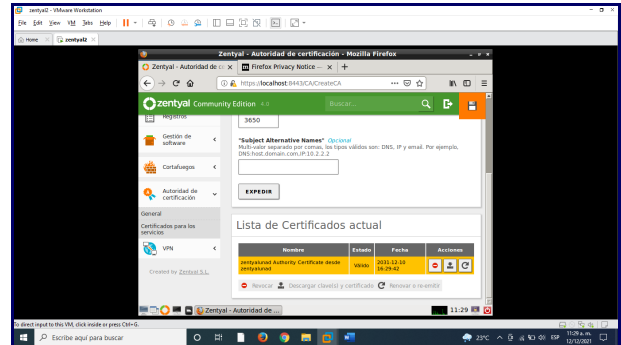 zentyal2 - VMware Workstation
File Edit View VM Tabs Help
Home zentyal2
Zentyal - Autoridad de certificación - Mozilla Firefox
Zentyal - Autoridad de ce Firefox Privacy Notice —
https://localhost:8443/CA/CreateCA
zentyal Community Edition Buscar...
Registros
3650
Gestión de software
"Subject Alternative Names" Opcional
Multi-valor separado por comas, los tipos válidos son: DNS, IP y email. Por ejemplo,
DNS:host.domain.com,IP:10.2.2.2
Cortafuegos
Autoridad de certificación
EXPEDIR
General
Certificados para los servicios
VPN
Created by Zentyal S.L.
Lista de Certificados actual
Nombre Estado Fecha Acciones
zentyalunad Authority Certificate desde zentyalunad Válido 2031-12-10 16:29:42
Revocar Descargar clave(s) y certificado Renovar o re-emitir
Zentyal - Autoridad de ... 11:29
To direct input to this VM, click inside or press Ctrl+G.
Escribe aquí para buscar
23°C ESP 11:29 a. m.
12/12/2021